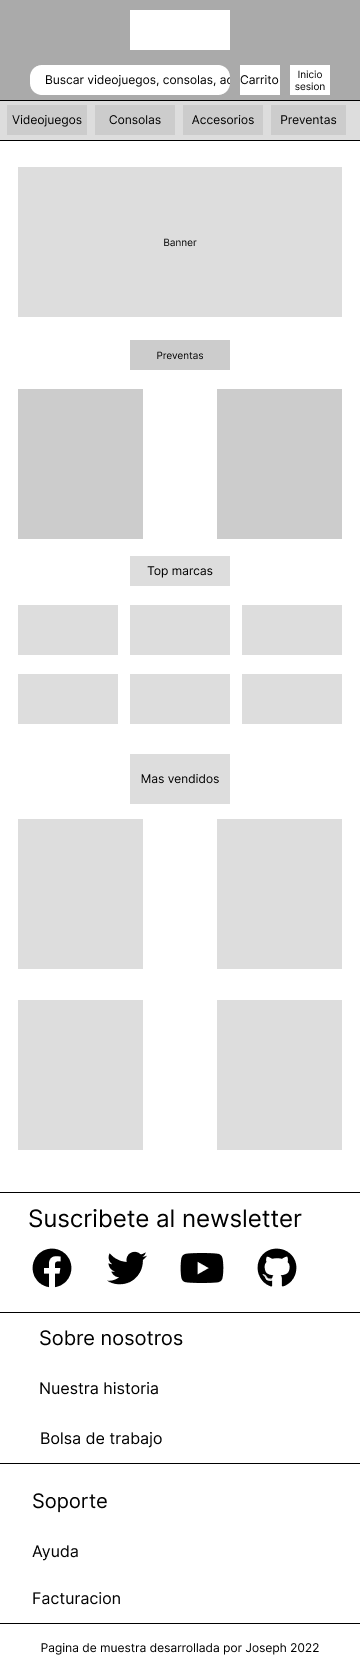 Buscar videojuegos, consolas, ac
Carrito
Inicio
sesion
Videojuegos
Consolas
Accesorios
Preventas
Banner
Preventas
Top marcas
Mas vendidos
Suscribete al newsletter
Sobre nosotros
Nuestra historia
Bolsa de trabajo
Soporte
Ayuda
Facturacion
Pagina de muestra desarrollada por Joseph 2022